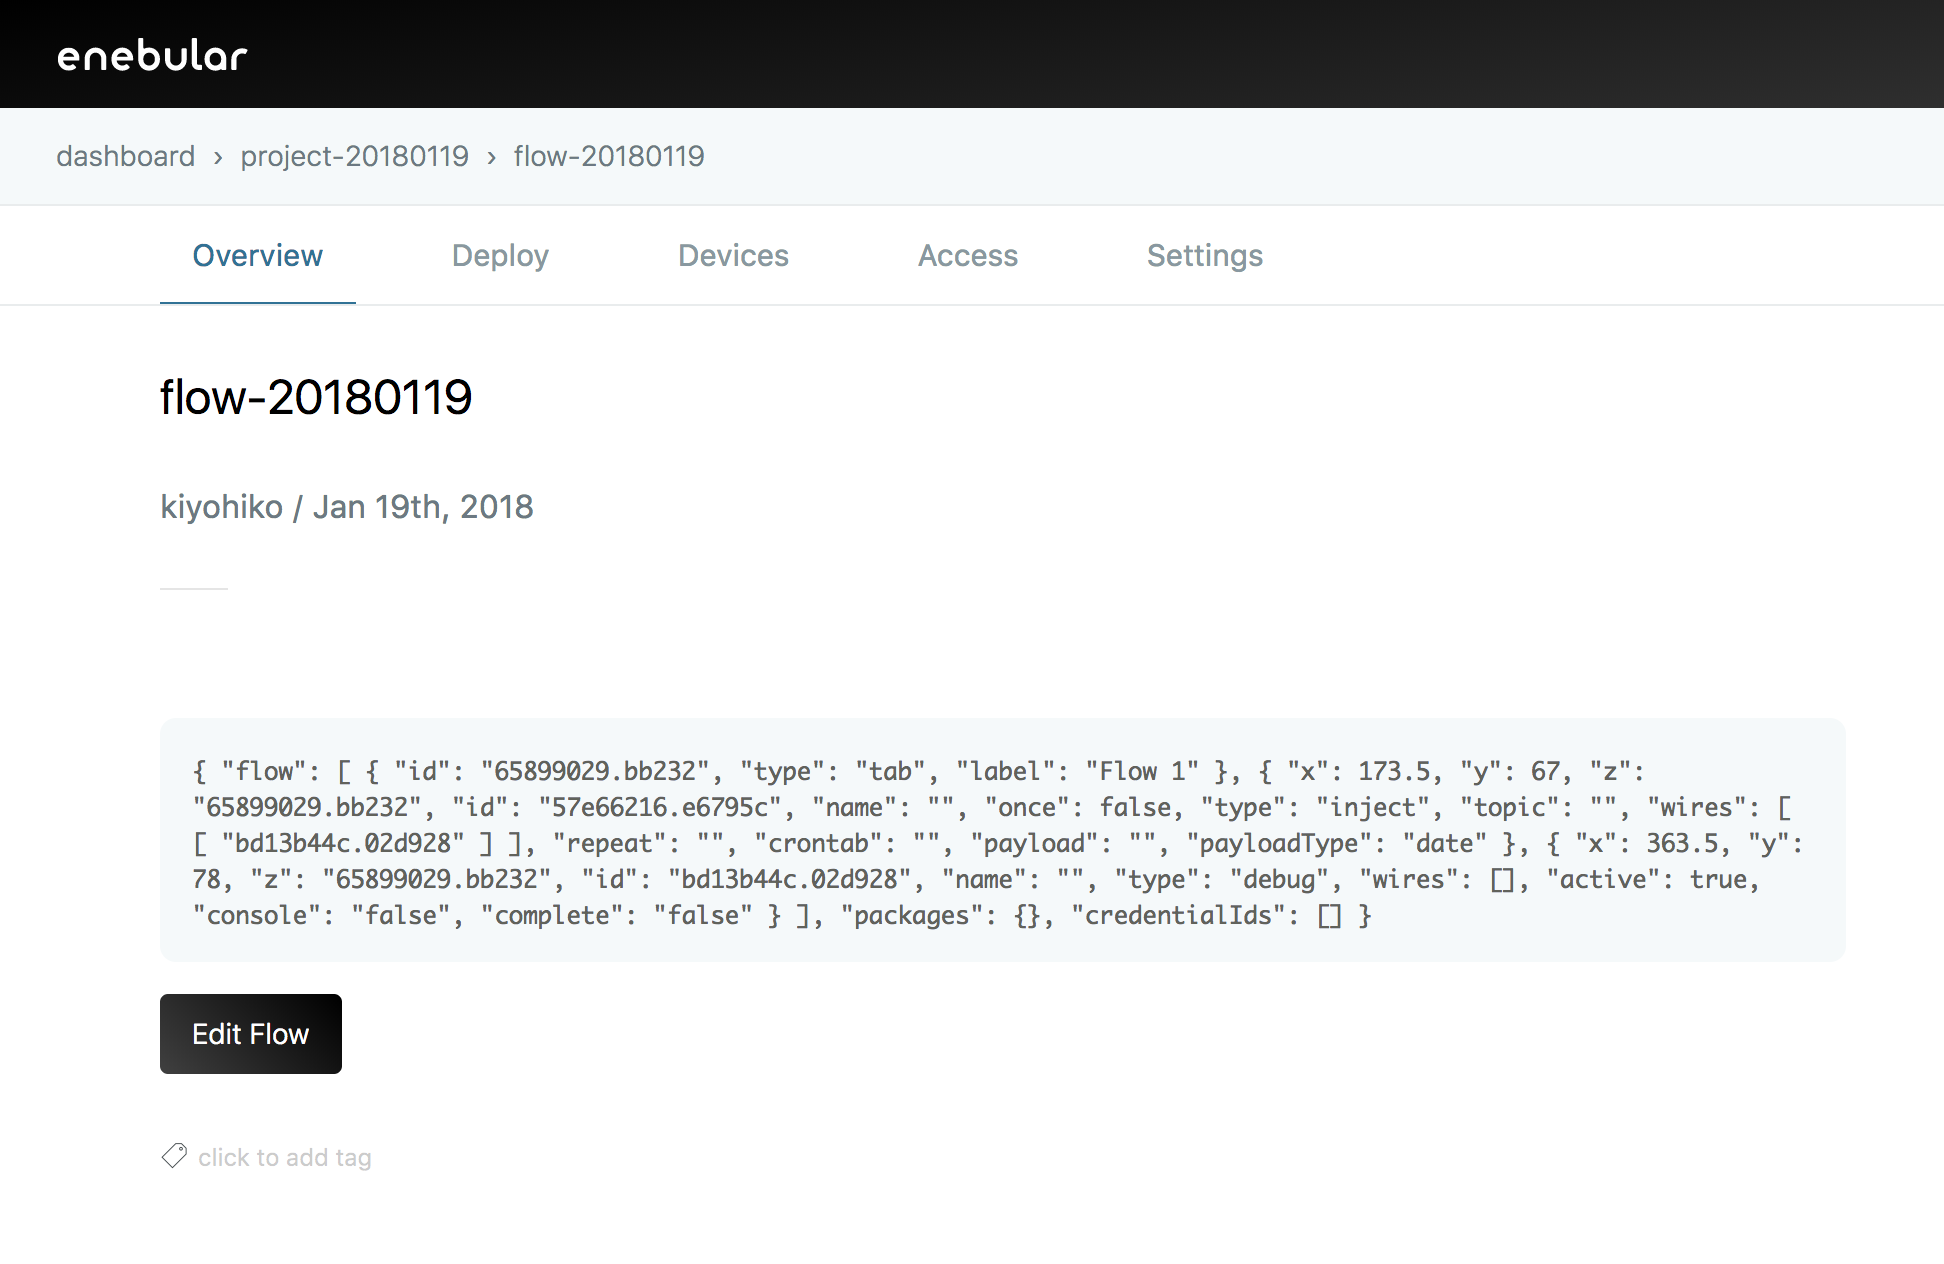 enebular
dashboard › project-20180119 › flow-20180119
Overview Deploy Devices Access Settings
flow-20180119
kiyohiko / Jan 19th, 2018
{ "flow": [ { "id": "65899029.bb232", "type": "tab", "label": "Flow 1" }, { "x": 173.5, "y": 67, "z":
"65899029.bb232", "id": "57e66216.e6795c", "name": "", "once": false, "type": "inject", "topic": "", "wires": [
[ "bd13b44c.02d928" ] ], "repeat": "", "crontab": "", "payload": "", "payloadType": "date" }, { "x": 363.5, "y":
78, "z": "65899029.bb232", "id": "bd13b44c.02d928", "name": "", "type": "debug", "wires": [], "active": true,
"console": "false", "complete": "false" } ], "packages": {}, "credentialIds": [] }
Edit Flow
click to add tag